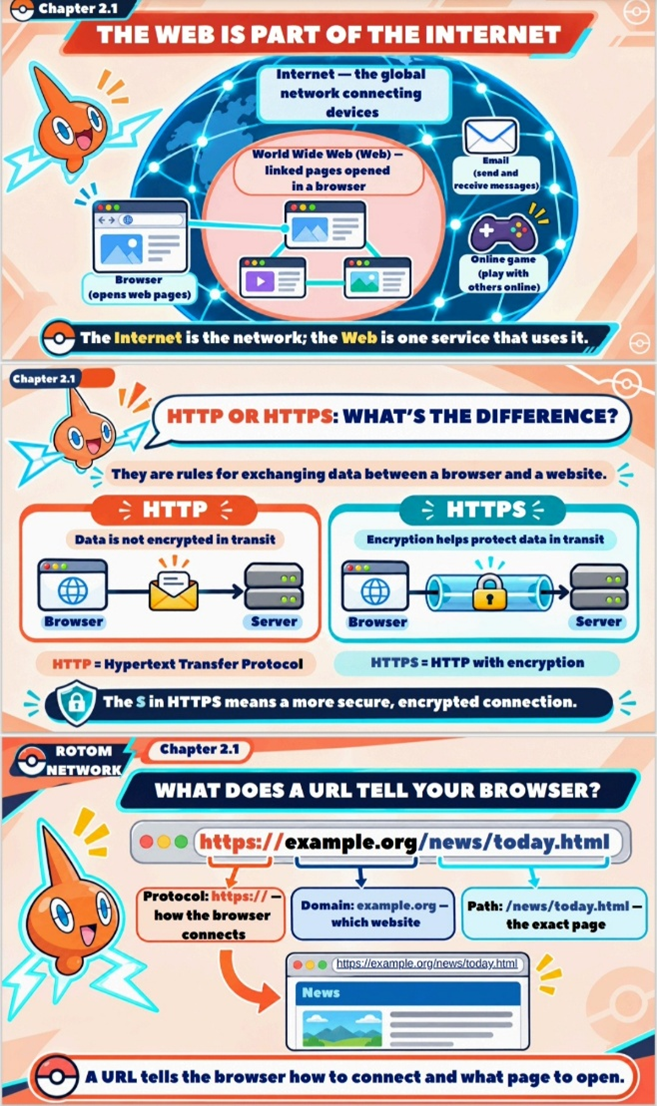 Chapter 2.1
THE WEB IS PART OF THE INTERNET
Internet — the global
network connecting
devices
World Wide Web (Web) —
linked pages opened
in a browser
Email
(send and
receive messages)
Browser
(opens web pages)
Online game
(play with
others online)
The Internet is the network; the Web is one service that uses it.
Chapter 2.1
HTTP OR HTTPS: WHAT'S THE DIFFERENCE?
They are rules for exchanging data between a browser and a website.
HTTP
Data is not encrypted in transit
Browser
Server
HTTP = Hypertext Transfer Protocol
HTTPS
Encryption helps protect data in transit
Browser
Server
HTTPS = HTTP with encryption
The S in HTTPS means a more secure, encrypted connection.
ROTOM
NETWORK
Chapter 2.1
WHAT DOES A URL TELL YOUR BROWSER?
https://example.org/news/today.html
Protocol: https:// —
how the browser
connects
Domain: example.org —
which website
Path: /news/today.html —
the exact page
https://example.org/news/today.html
News
A URL tells the browser how to connect and what page to open.